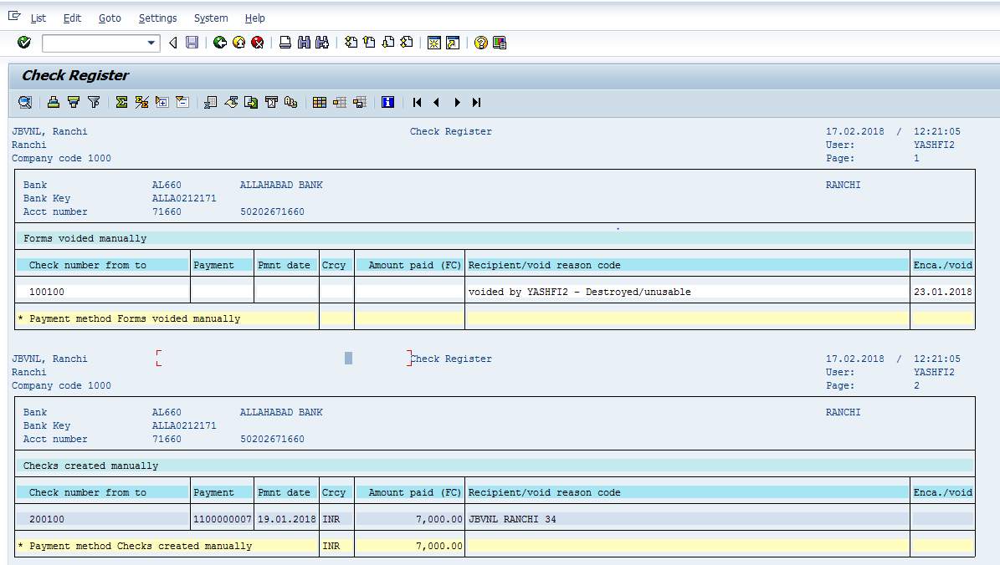 List Edit Goto Settings System Help
Check Register
JBVNL, Ranchi Check Register 17.02.2018 / 12:21:05
Ranchi User: YASHFI2
Company code 1000 Page: 1
Bank AL660 ALLAHABAD BANK RANCHI
Bank Key ALLA0212171
Acct number 71660 50202671660
Forms voided manually
Check number from to Payment Pmnt date Crcy Amount paid (FC) Recipient/void reason code Enca./void
100100 voided by YASHFI2 - Destroyed/unusable 23.01.2018
* Payment method Forms voided manually
JBVNL, Ranchi Check Register 17.02.2018 / 12:21:05
Ranchi User: YASHFI2
Company code 1000 Page: 2
Bank AL660 ALLAHABAD BANK RANCHI
Bank Key ALLA0212171
Acct number 71660 50202671660
Checks created manually
Check number from to Payment Pmnt date Crcy Amount paid (FC) Recipient/void reason code Enca./void
200100 1100000007 19.01.2018 INR 7,000.00 JBVNL RANCHI 34
* Payment method Checks created manually INR 7,000.00